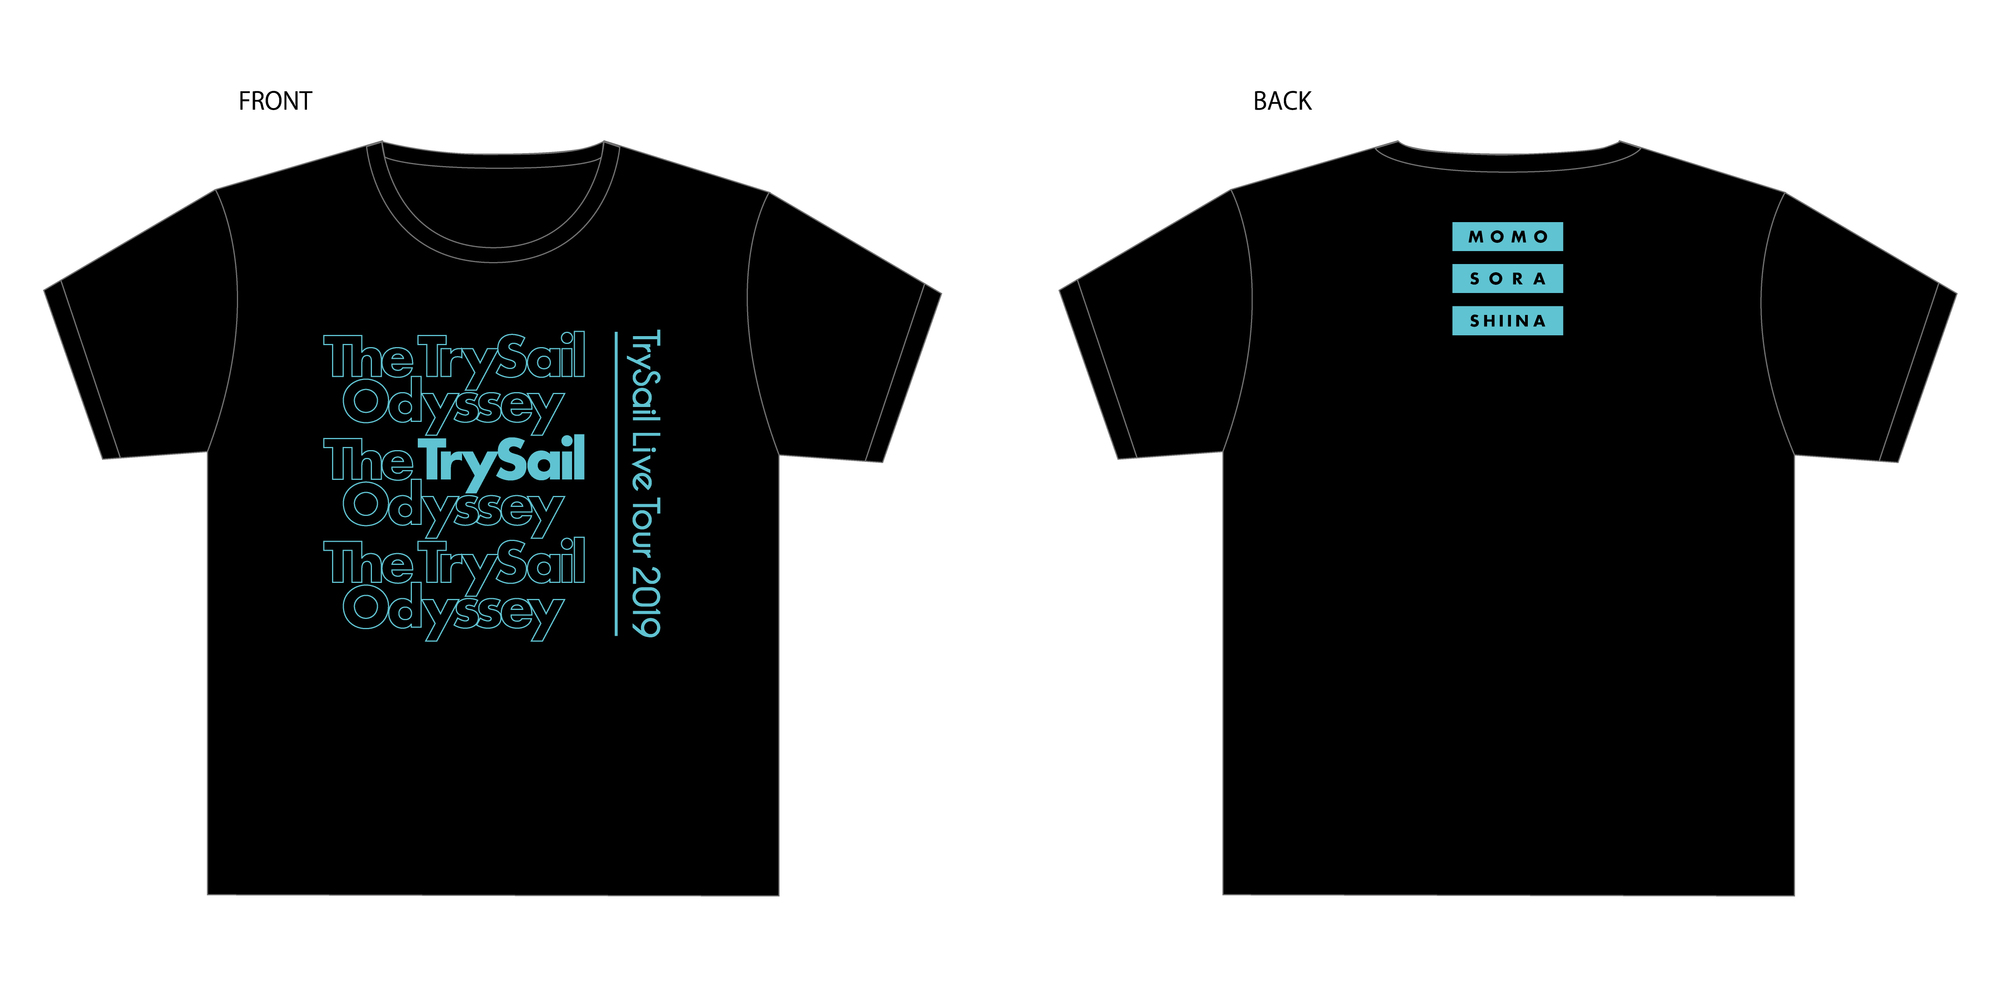 FRONT
The TrySail
Odyssey
The TrySail
Odyssey
The TrySail
Odyssey
TrySail Live Tour 2019
BACK
MOMO
SORA
SHIINA